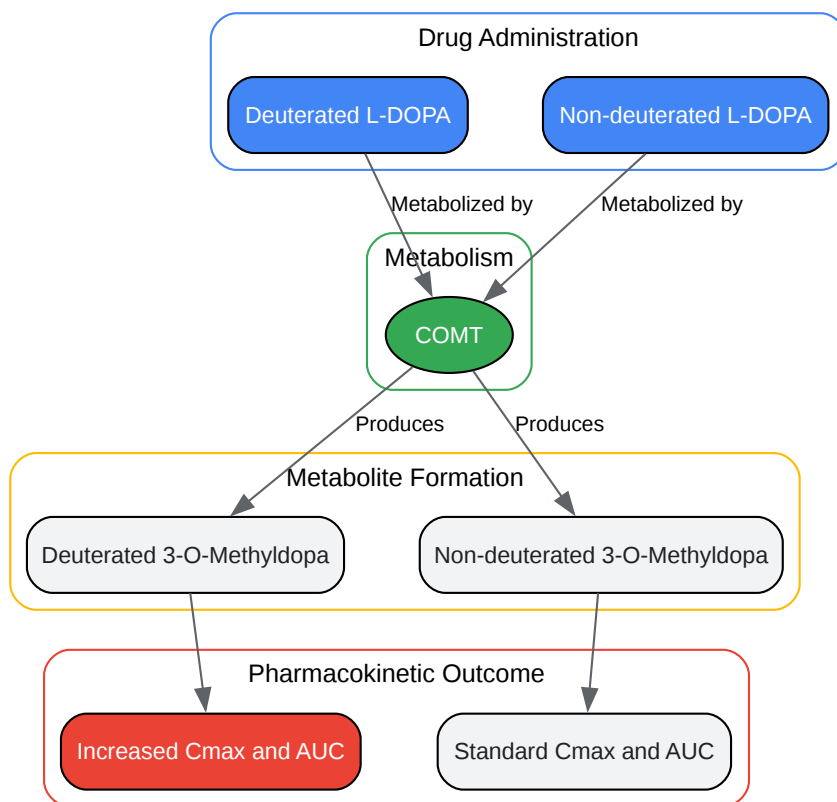 Drug Administration
Deuterated L-DOPA
Non-deuterated L-DOPA
Metabolized by
Metabolized by
Metabolism
COMT
Produces
Produces
Metabolite Formation
Deuterated 3-O-Methyldopa
Non-deuterated 3-O-Methyldopa
Pharmacokinetic Outcome
Increased Cmax and AUC
Standard Cmax and AUC